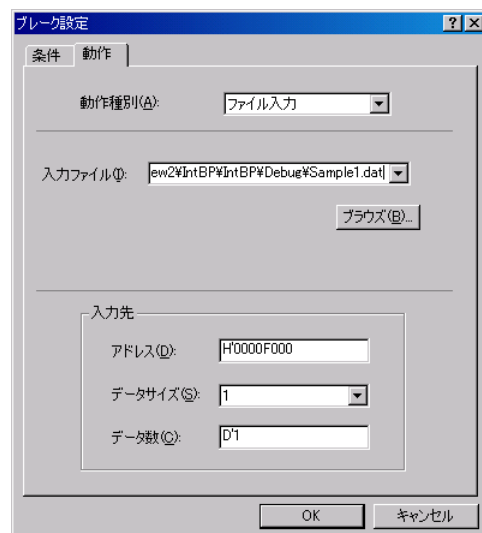 ブレーク設定
条件 動作
動作種別(A): ファイル入力
入力ファイル(I): ew2¥IntBP¥IntBP¥Debug¥Sample1.dat
ブラウズ(B)...
入力先
アドレス(D): H'0000F000
データサイズ(S): 1
データ数(C): D'1
OK キャンセル